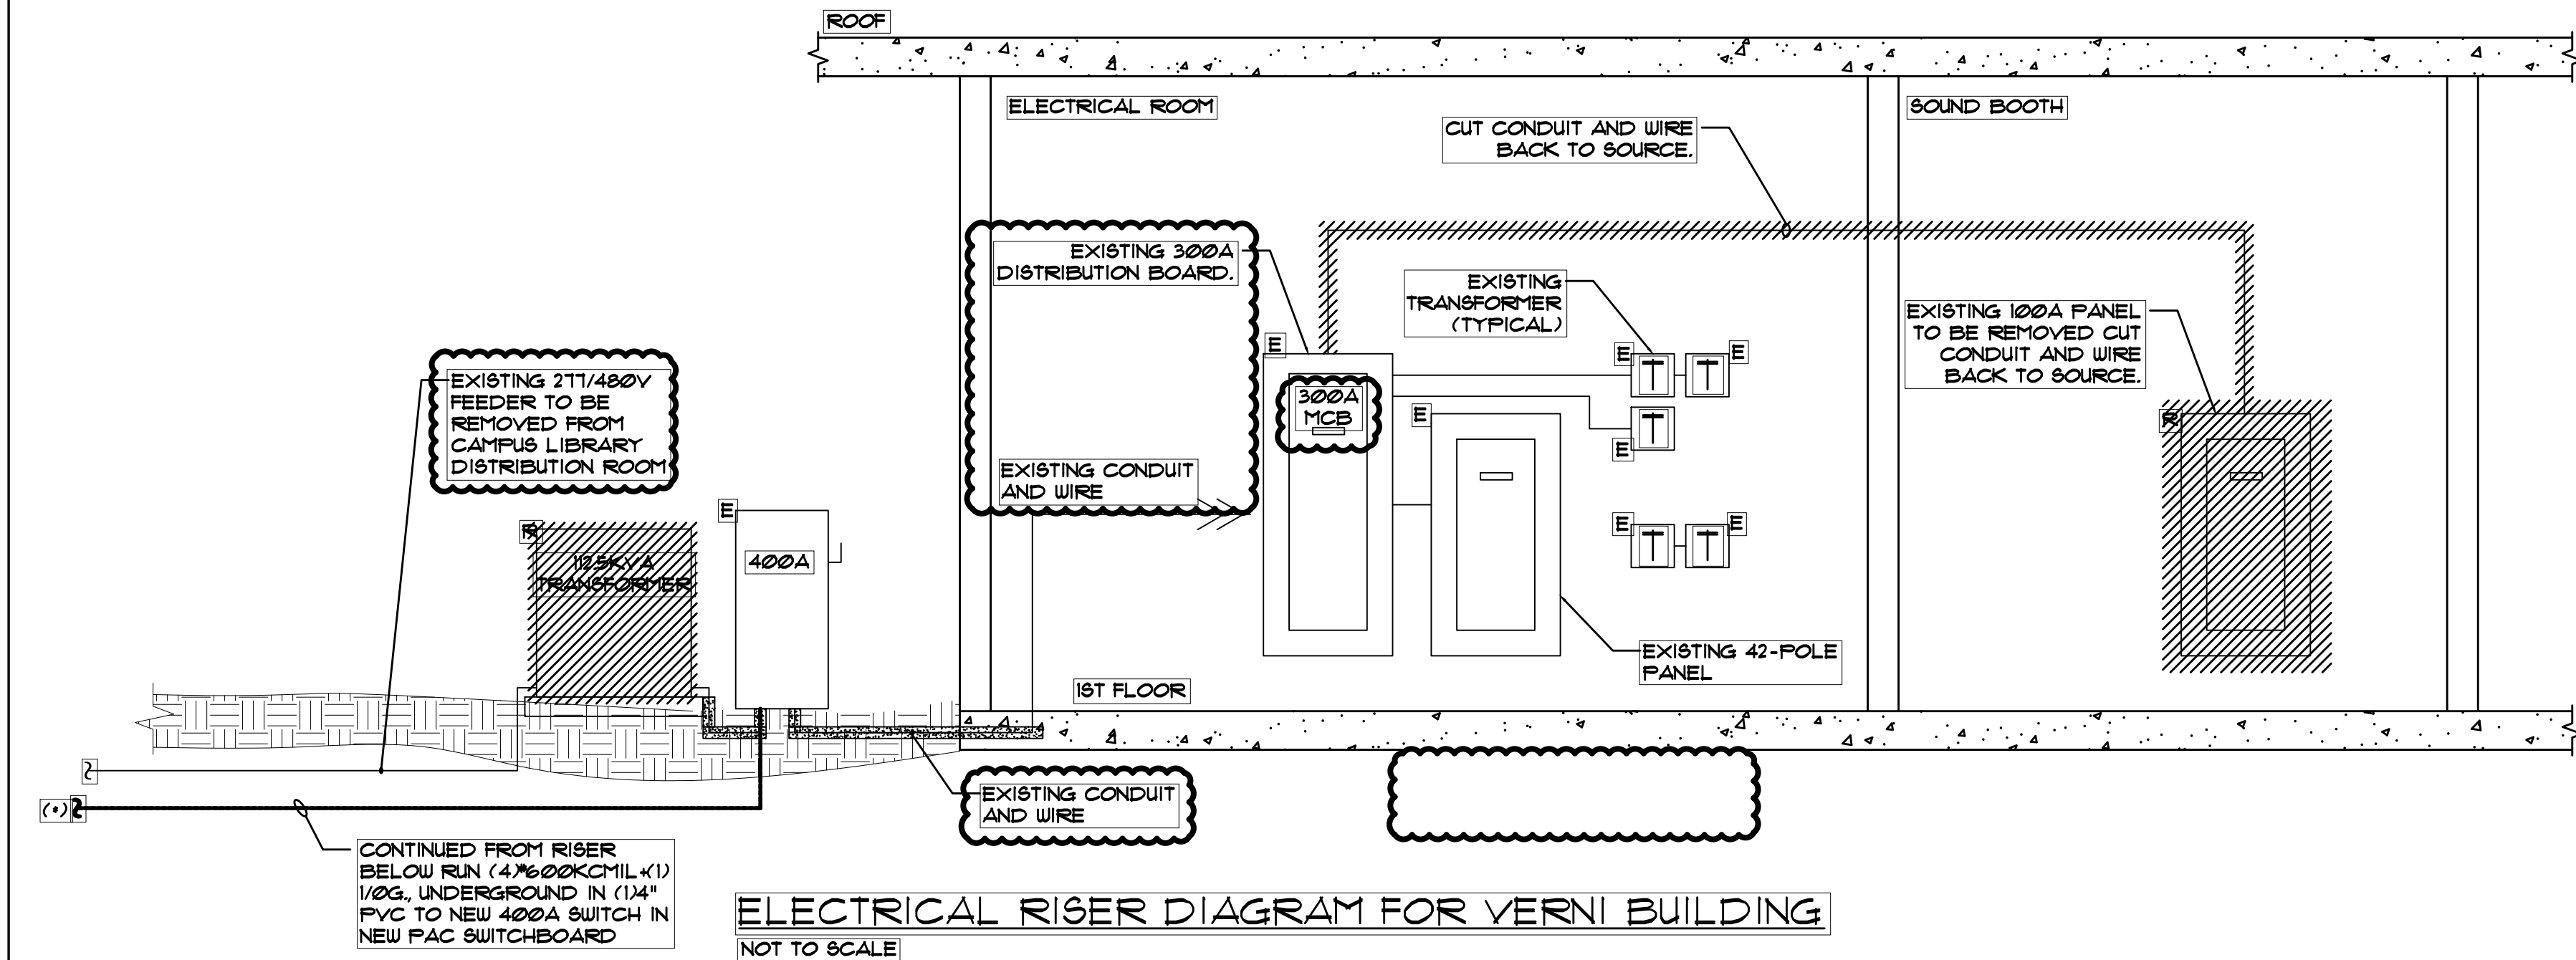 ROOF
ELECTRICAL ROOM
SOUND BOOTH
CUT CONDUIT AND WIRE
BACK TO SOURCE.
EXISTING 300A
DISTRIBUTION BOARD.
EXISTING
TRANSFORMER
(TYPICAL)
EXISTING 100A PANEL
TO BE REMOVED CUT
CONDUIT AND WIRE
BACK TO SOURCE.
E
E
E
300A
MCB
E
E
R
EXISTING 277/480V
FEEDER TO BE
REMOVED FROM
CAMPUS LIBRARY
DISTRIBUTION ROOM
EXISTING CONDUIT
AND WIRE
R
E
E
E
112.5KVA
TRANSFORMER
400A
EXISTING 42-POLE
PANEL
1ST FLOOR
(*)
EXISTING CONDUIT
AND WIRE
CONTINUED FROM RISER
BELOW RUN (4)#600KCMIL+(1)
1/0G., UNDERGROUND IN (1)4"
PVC TO NEW 400A SWITCH IN
NEW PAC SWITCHBOARD
ELECTRICAL RISER DIAGRAM FOR VERNI BUILDING
NOT TO SCALE
T
T
T
T
T